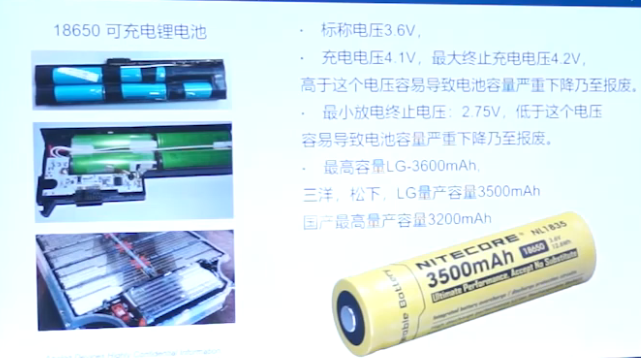 18650 可充电锂电池
· 标称电压3.6V,
· 充电电压4.1V, 最大终止充电电压4.2V,
高于这个电压容易导致电池容量严重下降乃至报废。
· 最小放电终止电压：2.75V, 低于这个电压
容易导致电池容量严重下降乃至报废。
· 最高容量LG-3600mAh,
三洋，松下，LG量产容量3500mAh
国产最高量产容量3200mAh
NITECORE® NL1835
3500mAh 18650 3.6V
Ultimate Performance, Accept No Substitute
Battery